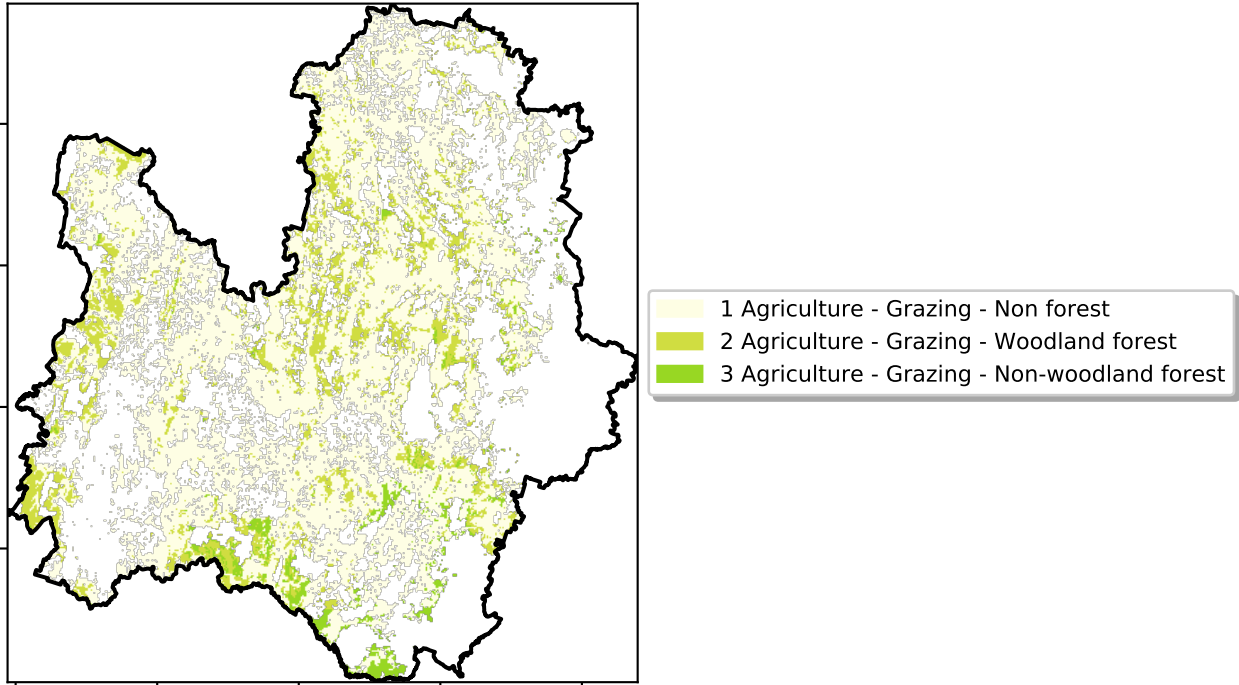 1 Agriculture - Grazing - Non forest
2 Agriculture - Grazing - Woodland forest
3 Agriculture - Grazing - Non-woodland forest